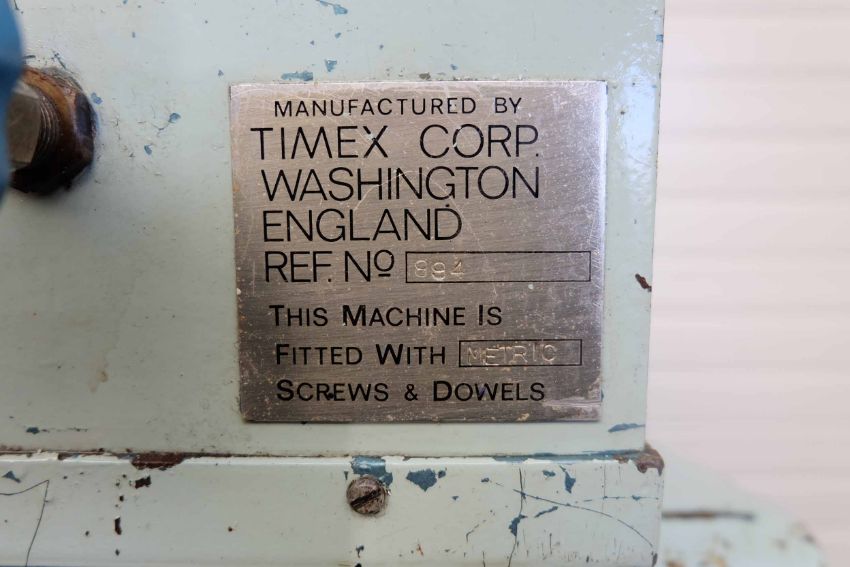 MANUFACTURED BY
TIMEX CORP.
WASHINGTON
ENGLAND
REF. Nº 894
THIS MACHINE IS
FITTED WITH METRIC
SCREWS & DOWELS